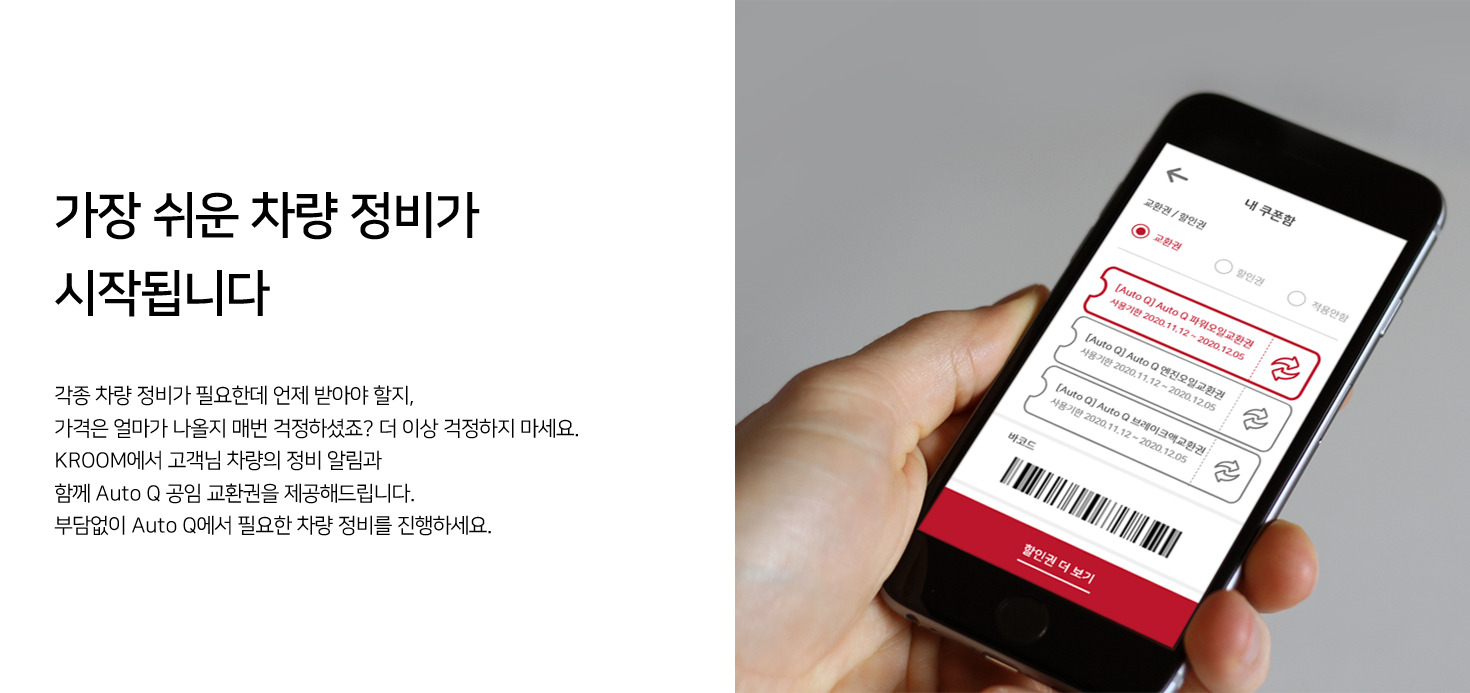 가장 쉬운 차량 정비가
시작됩니다
각종 차량 정비가 필요한데 언제 받아야 할지,
가격은 얼마가 나올지 매번 걱정하셨죠? 더 이상 걱정하지 마세요.
KROOM에서 고객님 차량의 정비 알림과
함께 Auto Q 공임 교환권을 제공해드립니다.
부담없이 Auto Q에서 필요한 차량 정비를 진행하세요.
내 쿠폰함
교환권 / 할인권
교환권
할인권
적용안함
[Auto Q] Auto Q 파워오일교환권
사용기한 2020.11.12 ~ 2020.12.05
[Auto Q] Auto Q 엔진오일교환권
사용기한 2020.11.12 ~ 2020.12.05
[Auto Q] Auto Q 브레이크액교환권
사용기한 2020.11.12 ~ 2020.12.05
바코드
할인권 더 보기